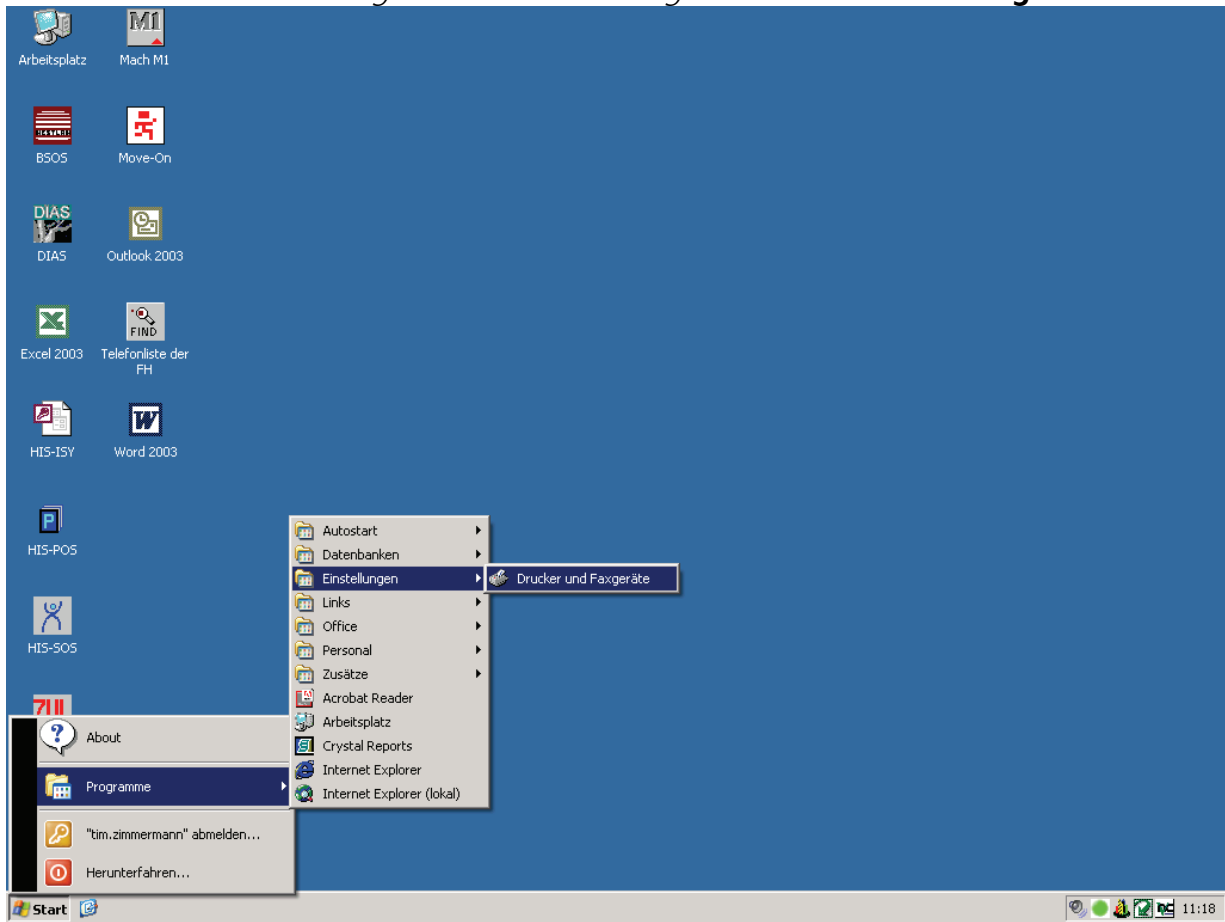 Arbeitsplatz
M1
Mach M1
BSOS
Move-On
DIAS
DIAS
Outlook 2003
Excel 2003
FIND
Telefonliste der
FH
HIS-ISY
W
Word 2003
P
HIS-POS
HIS-SOS
Autostart
Datenbanken
Einstellungen
Drucker und Faxgeräte
Links
Office
Personal
Zusätze
Acrobat Reader
Arbeitsplatz
Crystal Reports
Internet Explorer
Internet Explorer (lokal)
About
Programme
"tim.zimmermann" abmelden...
Herunterfahren...
Start
11:18